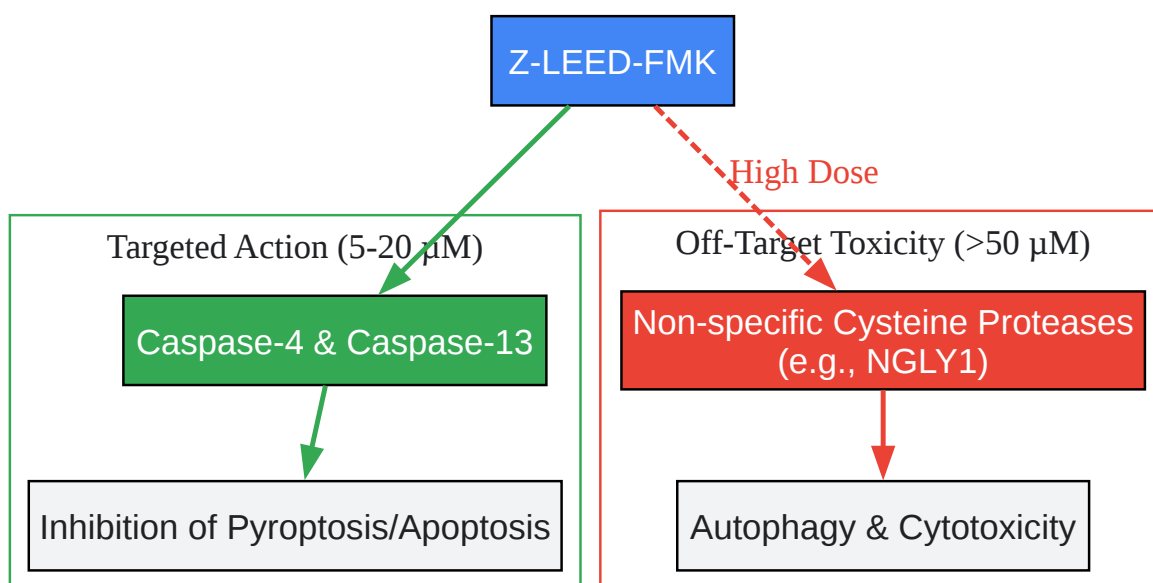 Z-LEED-FMK
High Dose
Targeted Action (5-20 µM)
Caspase-4 & Caspase-13
Inhibition of Pyroptosis/Apoptosis
Off-Target Toxicity (>50 µM)
Non-specific Cysteine Proteases
(e.g., NGLY1)
Autophagy & Cytotoxicity